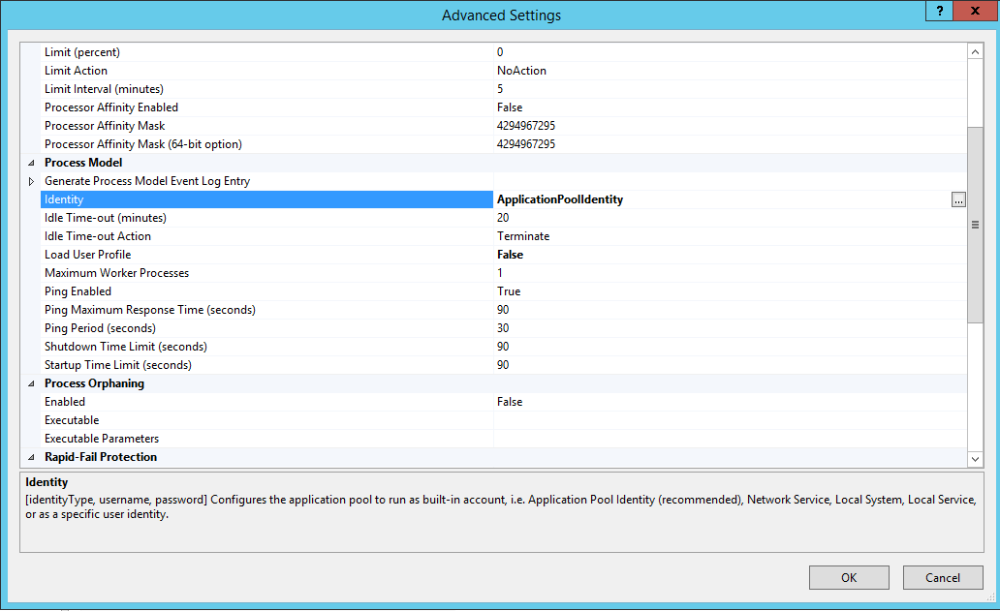 Advanced Settings
?
x
Limit (percent) 0
Limit Action NoAction
Limit Interval (minutes) 5
Processor Affinity Enabled False
Processor Affinity Mask 4294967295
Processor Affinity Mask (64-bit option) 4294967295
Process Model
Generate Process Model Event Log Entry
Identity ApplicationPoolIdentity ...
Idle Time-out (minutes) 20
Idle Time-out Action Terminate
Load User Profile False
Maximum Worker Processes 1
Ping Enabled True
Ping Maximum Response Time (seconds) 90
Ping Period (seconds) 30
Shutdown Time Limit (seconds) 90
Startup Time Limit (seconds) 90
Process Orphaning
Enabled False
Executable
Executable Parameters
Rapid-Fail Protection
Identity
[identityType, username, password] Configures the application pool to run as built-in account, i.e. Application Pool Identity (recommended), Network Service, Local System, Local Service,
or as a specific user identity.
OK Cancel